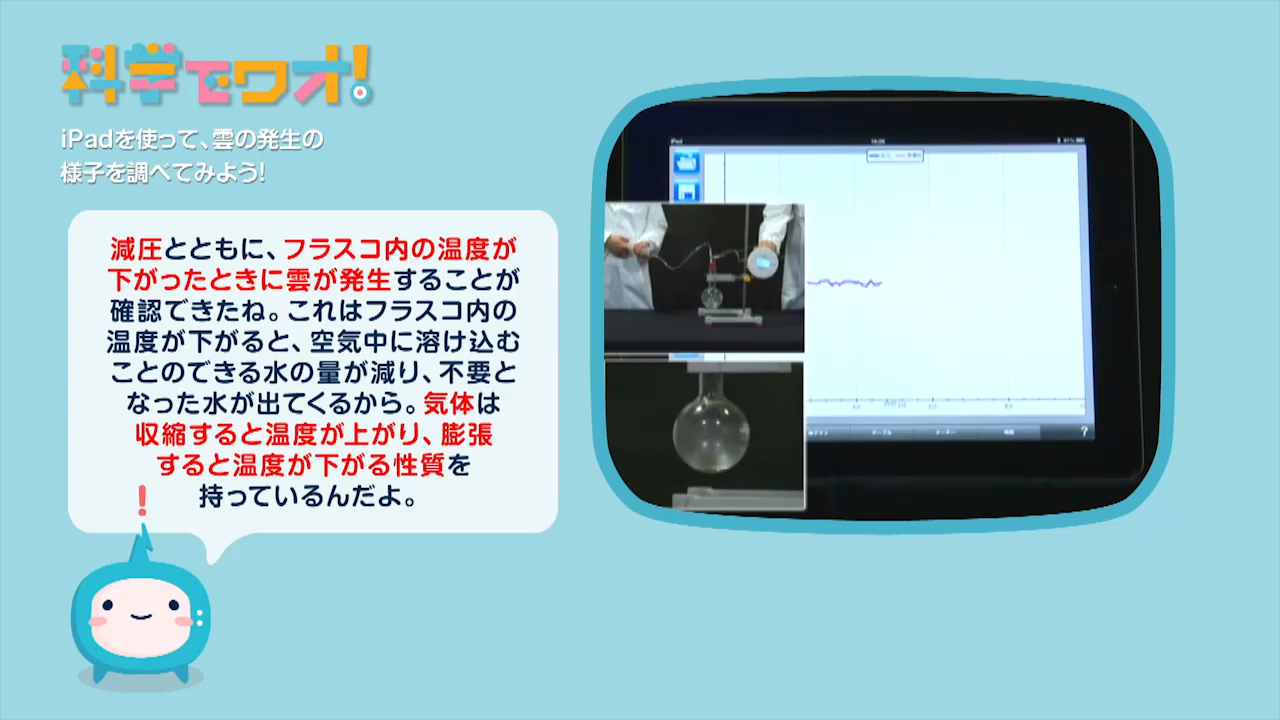 科学でワオ!
iPadを使って、雲の発生の
様子を調べてみよう!
減圧とともに、フラスコ内の温度が
下がったときに雲が発生することが
確認できたね。これはフラスコ内の
温度が下がると、空気中に溶け込む
ことのできる水の量が減り、不要と
なった水が出てくるから。気体は
収縮すると温度が上がり、膨張
すると温度が下がる性質を
持っているんだよ。
!
iPad
?